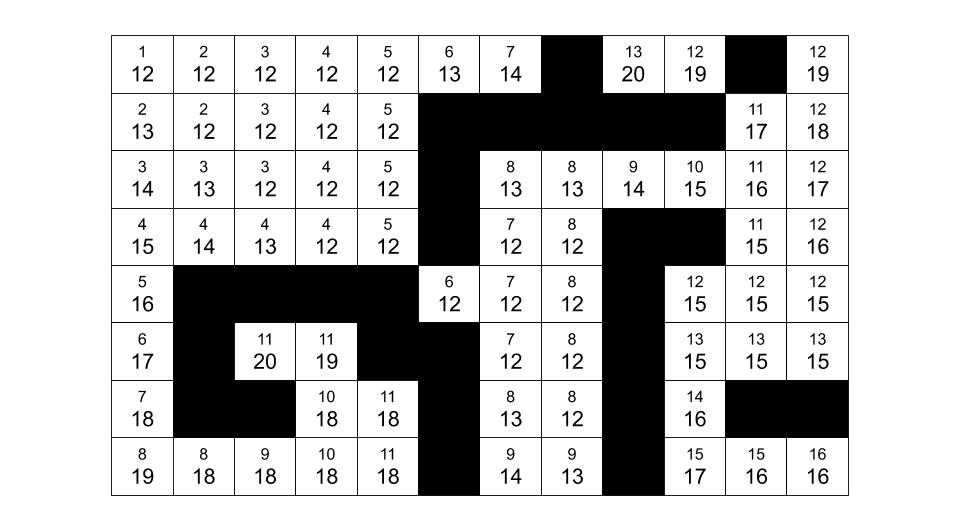 1 2 3 4 5 6 7 13 12 12
12 12 12 12 12 13 14 20 19 19
2 2 3 4 5 11 12
13 12 12 12 12 17 18
3 3 3 4 5 8 8 9 10 11 12
14 13 12 12 12 13 13 14 15 16 17
4 4 4 4 5 7 8 11 12
15 14 13 12 12 12 12 15 16
5 6 7 8 12 12 12
16 12 12 12 15 15 15
6 11 11 7 8 13 13 13
17 20 19 12 12 15 15 15
7 10 11 8 8 14
18 18 18 13 12 16
8 8 9 10 11 9 9 15 15 16
19 18 18 18 18 14 13 17 16 16